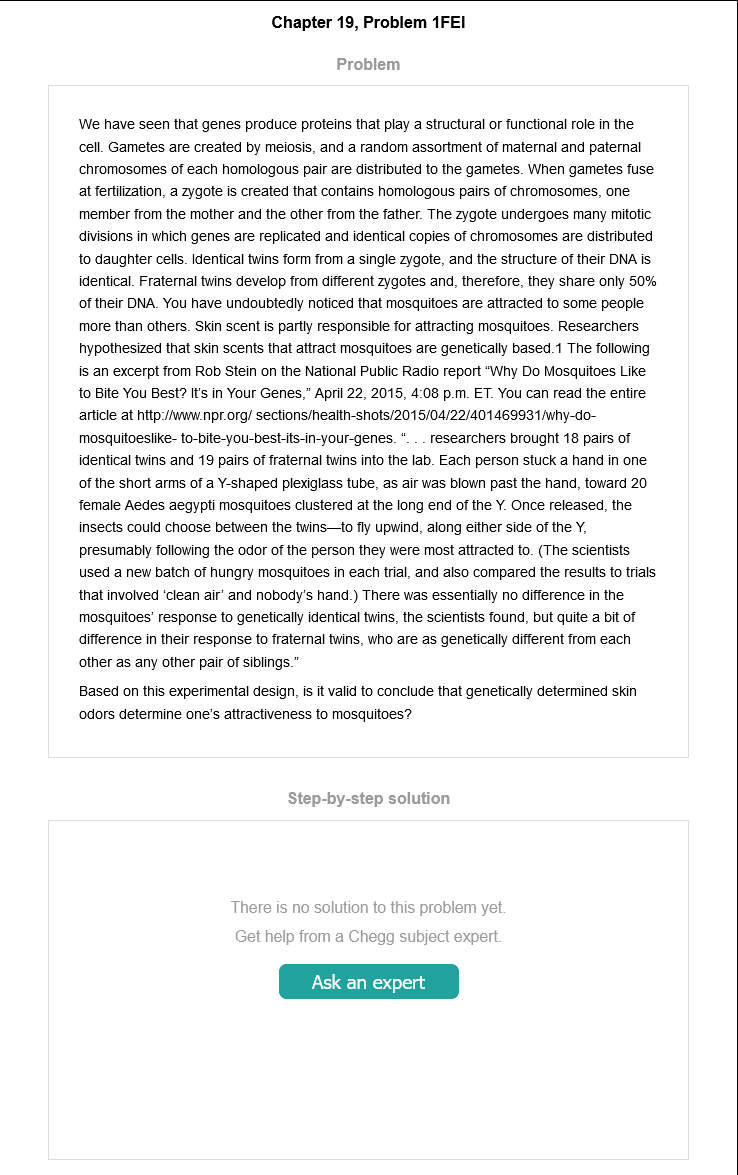 Chapter 19, Problem 1FEI
Problem
We have seen that genes produce proteins that play a structural or functional role in the
cell. Gametes are created by meiosis, and a random assortment of maternal and paternal
chromosomes of each homologous pair are distributed to the gametes. When gametes fuse
at fertilization, a zygote is created that contains homologous pairs of chromosomes, one
member from the mother and the other from the father. The zygote undergoes many mitotic
divisions in which genes are replicated and identical copies of chromosomes are distributed
to daughter cells. Identical twins form from a single zygote, and the structure of their DNA is
identical. Fraternal twins develop from different zygotes and, therefore, they share only 50%
of their DNA. You have undoubtedly noticed that mosquitoes are attracted to some people
more than others. Skin scent is partly responsible for attracting mosquitoes. Researchers
hypothesized that skin scents that attract mosquitoes are genetically based.1 The following
is an excerpt from Rob Stein on the National Public Radio report “Why Do Mosquitoes Like
to Bite You Best? It’s in Your Genes,” April 22, 2015, 4:08 p.m. ET. You can read the entire
article at http://www.npr.org/ sections/health-shots/2015/04/22/401469931/why-do-
mosquitoeslike- to-bite-you-best-its-in-your-genes. “. . . researchers brought 18 pairs of
identical twins and 19 pairs of fraternal twins into the lab. Each person stuck a hand in one
of the short arms of a Y-shaped plexiglass tube, as air was blown past the hand, toward 20
female Aedes aegypti mosquitoes clustered at the long end of the Y. Once released, the
insects could choose between the twins—to fly upwind, along either side of the Y,
presumably following the odor of the person they were most attracted to. (The scientists
used a new batch of hungry mosquitoes in each trial, and also compared the results to trials
that involved ‘clean air’ and nobody’s hand.) There was essentially no difference in the
mosquitoes’ response to genetically identical twins, the scientists found, but quite a bit of
difference in their response to fraternal twins, who are as genetically different from each
other as any other pair of siblings.”
Based on this experimental design, is it valid to conclude that genetically determined skin
odors determine one’s attractiveness to mosquitoes?
Step-by-step solution
There is no solution to this problem yet.
Get help from a Chegg subject expert.
Ask an expert